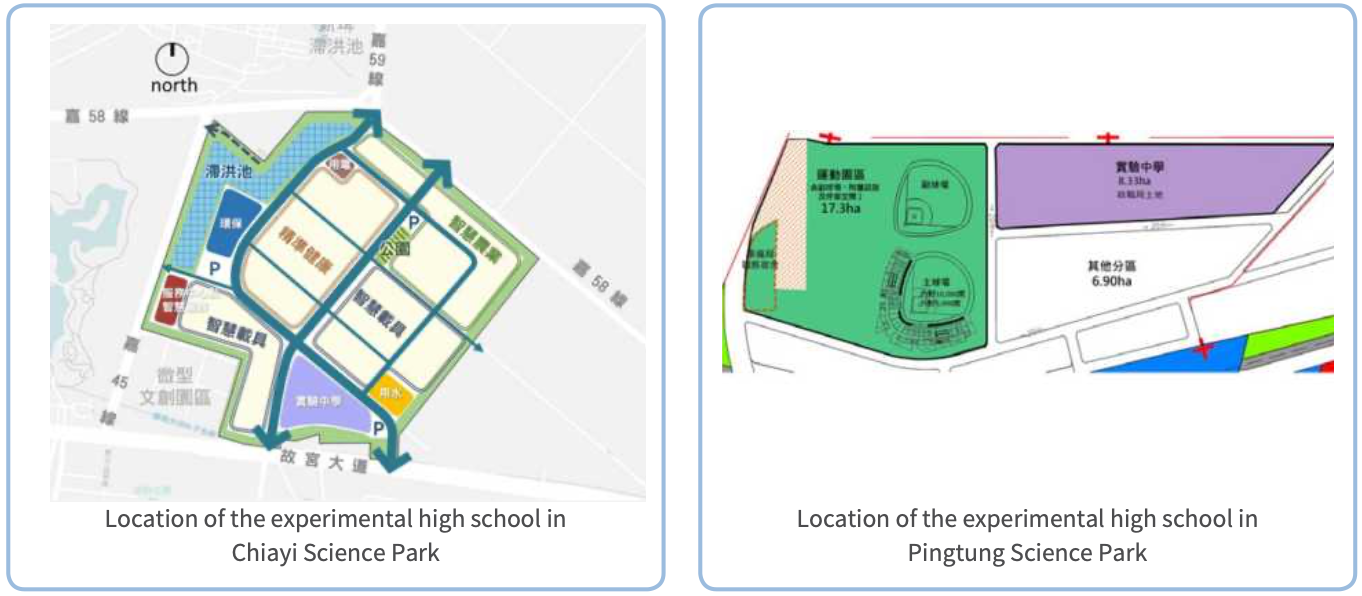 north
滯洪池
嘉
59
線
嘉 58 線
滯洪池
用電
環保
P
精準健康
P
公園
智慧農業
嘉 58 線
P
智慧載具
智慧載具
嘉
45
線
微型
文創園區
實驗中學
用水
P
故宮大道
Location of the experimental high school in
Chiayi Science Park
運動園區
17.3ha
副球場
主球場
實驗中學
8.33ha
其他分區
6.90ha
Location of the experimental high school in
Pingtung Science Park